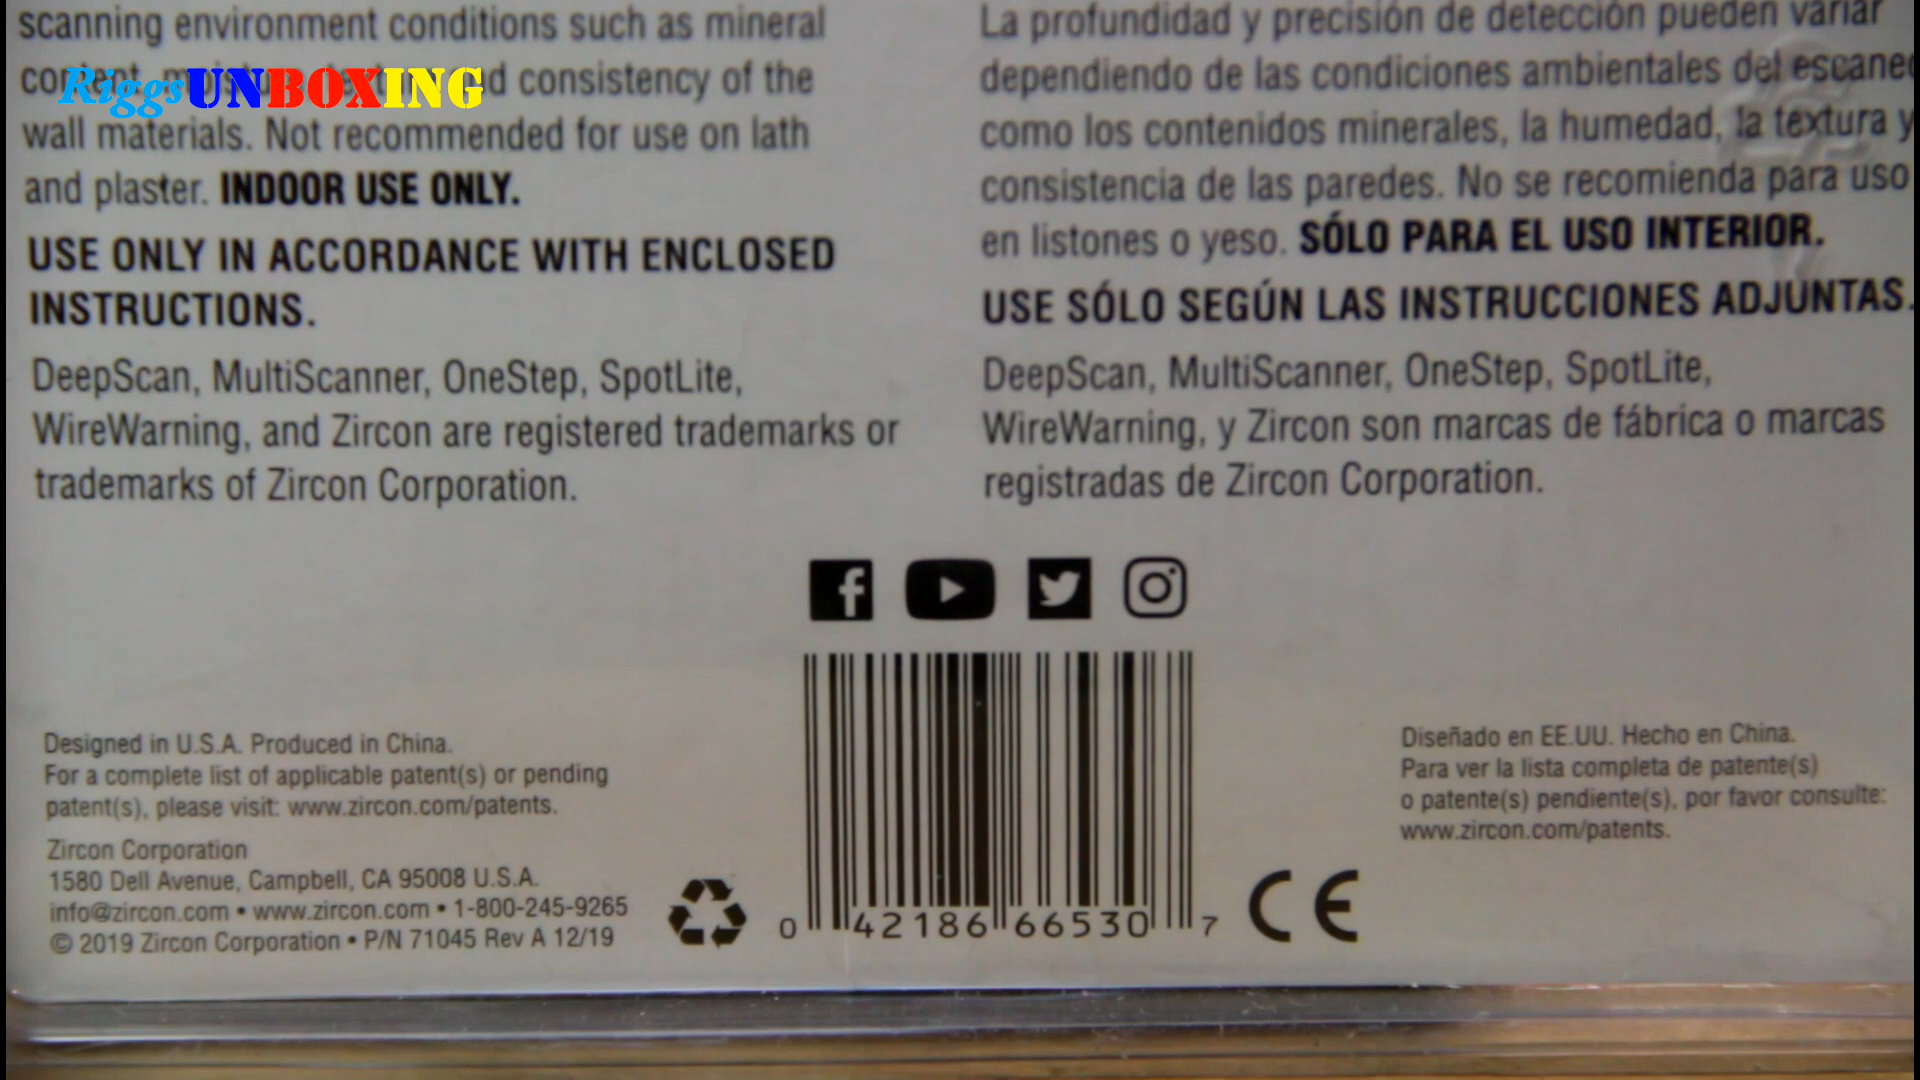 scanning environment conditions such as mineral
RiggsUNBOXING
consistency of the
wall materials. Not recommended for use on lath
and plaster. INDOOR USE ONLY.
USE ONLY IN ACCORDANCE WITH ENCLOSED
INSTRUCTIONS.
DeepScan, MultiScanner, OneStep, SpotLite,
WireWarning, and Zircon are registered trademarks or
trademarks of Zircon Corporation.
La profundidad y precisión de detección pueden variar
dependiendo de las condiciones ambientales del escaneo
como los contenidos minerales, la humedad, la textura y
consistencia de las paredes. No se recomienda para uso
en listones o yeso. SÓLO PARA EL USO INTERIOR.
USE SÓLO SEGÚN LAS INSTRUCCIONES ADJUNTAS.
DeepScan, MultiScanner, OneStep, SpotLite,
WireWarning, y Zircon son marcas de fábrica o marcas
registradas de Zircon Corporation.
Designed in U.S.A. Produced in China.
For a complete list of applicable patent(s) or pending
patent(s), please visit: www.zircon.com/patents.
Zircon Corporation
1580 Dell Avenue, Campbell, CA 95008 U.S.A.
info@zircon.com • www.zircon.com • 1-800-245-9265
© 2019 Zircon Corporation • P/N 71045 Rev A 12/19
0 42186 66530 7
CE
Diseñado en EE.UU. Hecho en China.
Para ver la lista completa de patente(s)
o patente(s) pendiente(s), por favor consulte:
www.zircon.com/patents.